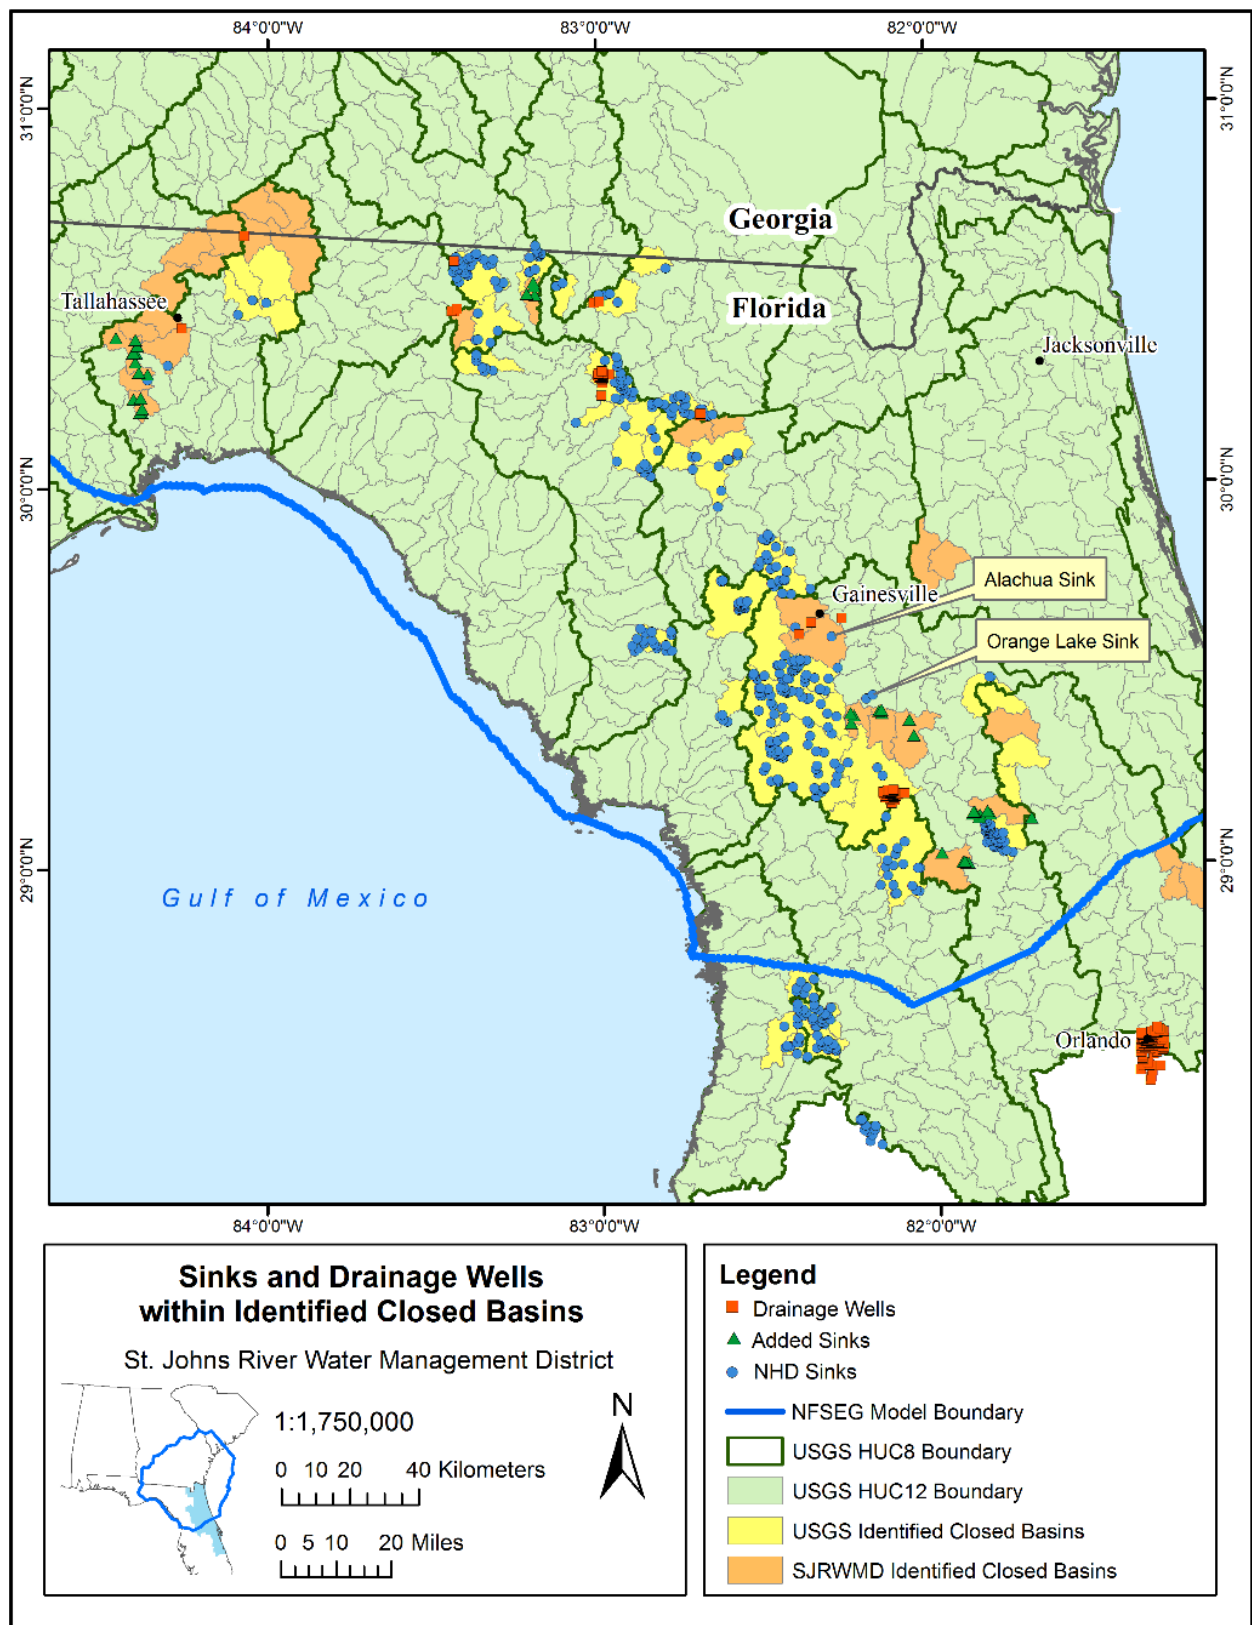 84°0'0"W
83°0'0"W
82°0'0"W
31°0'0"N
31°0'0"N
Georgia
Tallahassee
Florida
Jacksonville
30°0'0"N
30°0'0"N
Alachua Sink
Gainesville
Orange Lake Sink
29°0'0"N
29°0'0"N
Gulf of Mexico
Orlando
84°0'0"W
83°0'0"W
82°0'0"W
Sinks and Drainage Wells
within Identified Closed Basins
St. Johns River Water Management District
1:1,750,000
0 10 20 40 Kilometers
0 5 10 20 Miles
N
Legend
Drainage Wells
Added Sinks
NHD Sinks
NFSEG Model Boundary
USGS HUC8 Boundary
USGS HUC12 Boundary
USGS Identified Closed Basins
SJRWMD Identified Closed Basins